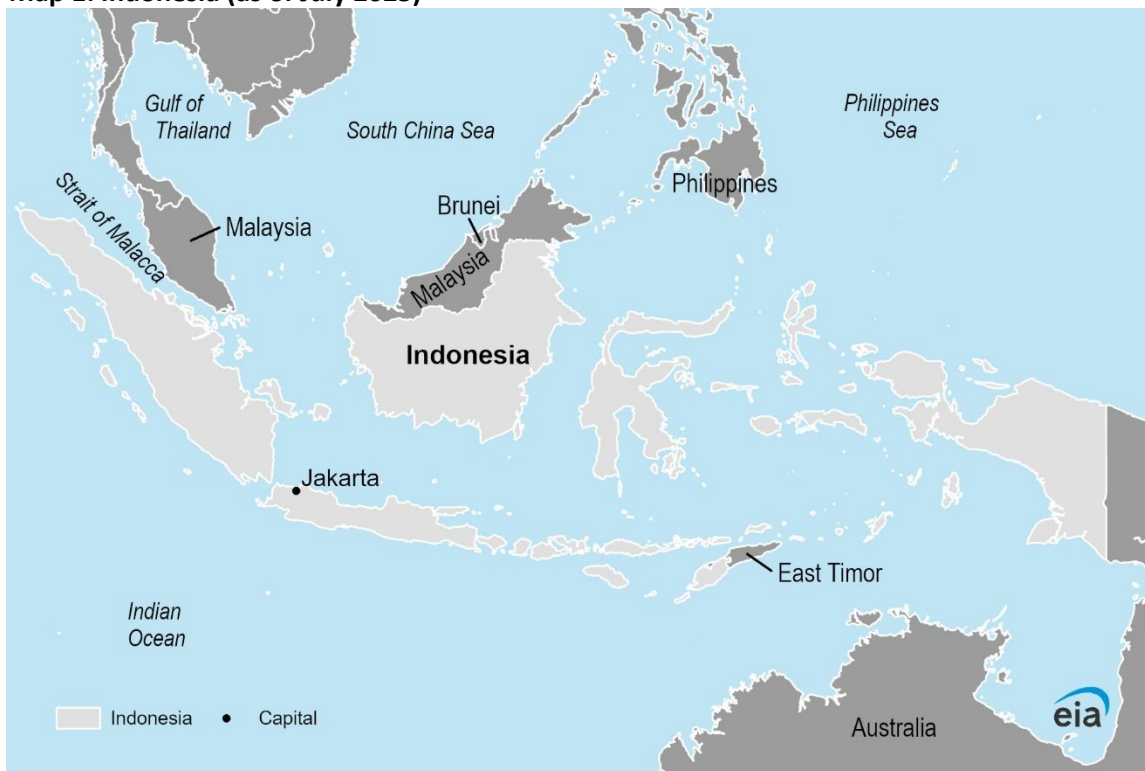 Gulf of
Thailand
South China Sea
Philippines
Sea
Strait of Malacca
Malaysia
Brunei
Philippines
Malaysia
Indonesia
Jakarta
East Timor
Indian
Ocean
Indonesia
Capital
Australia
eia